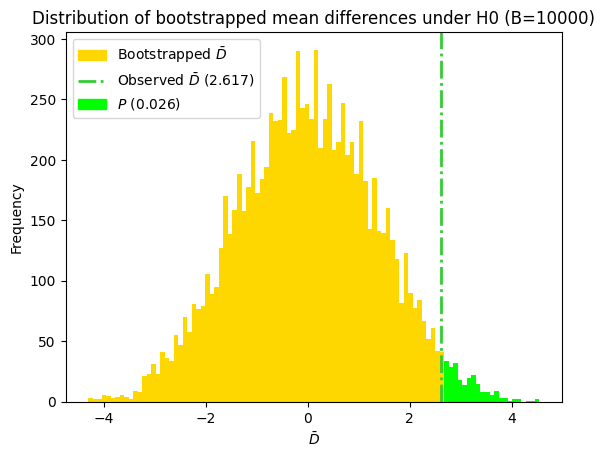 Distribution of bootstrapped mean differences under H0 (B=10000)
Bootstrapped D̄
Observed D̄ (2.617)
P (0.026)
Frequency
300
250
200
150
100
50
0
−4
−2
0
2
4
D̄